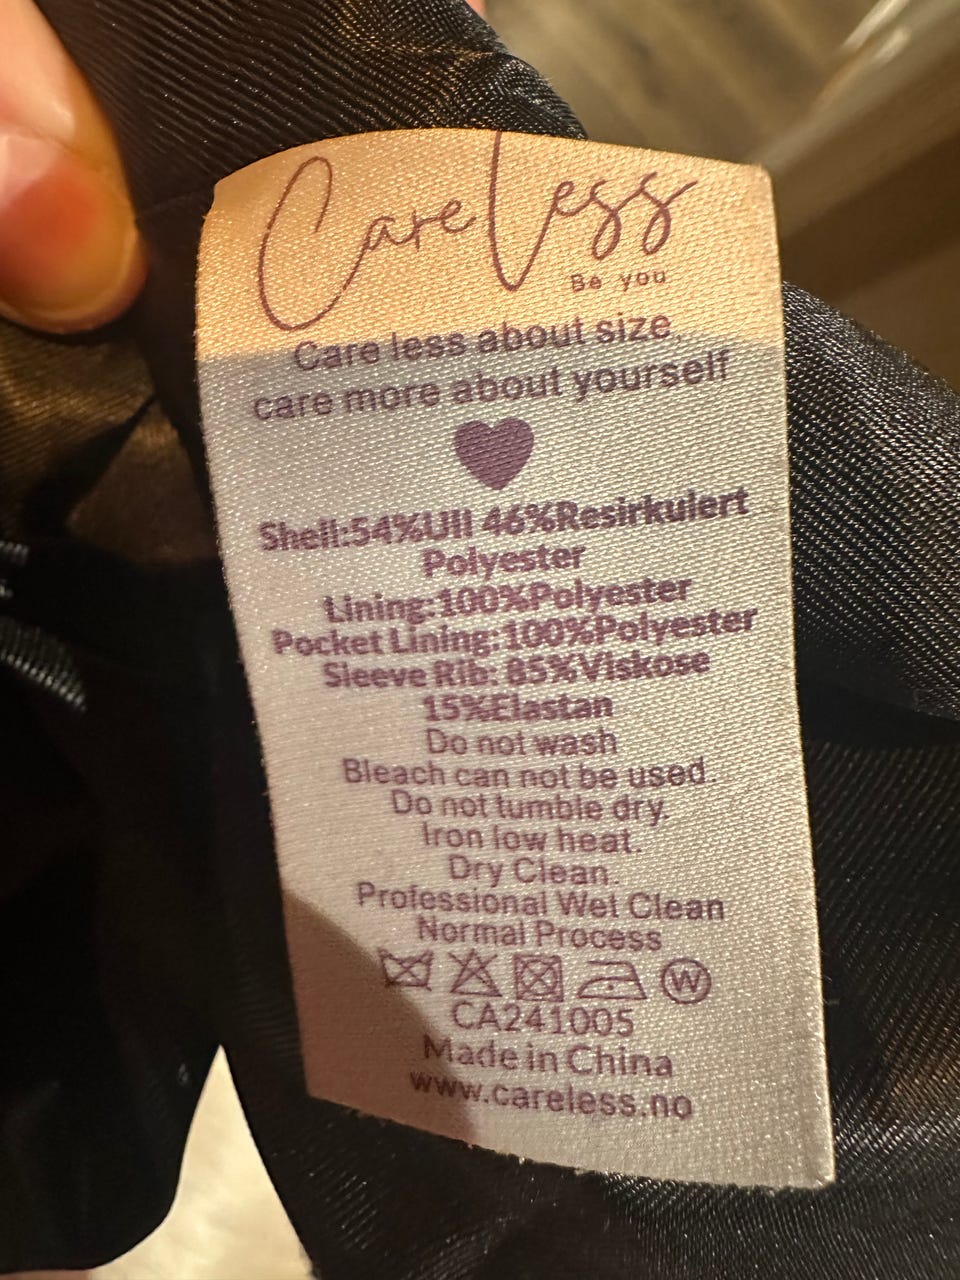 CareLess
Be you
Care less about size,
care more about yourself
Shell:54%Ull 46%Resirkulert
Polyester
Lining:100%Polyester
Pocket Lining:100%Polyester
Sleeve Rib: 85%Viskose
15%Elastan
Do not wash
Bleach can not be used.
Do not tumble dry.
Iron low heat.
Dry Clean.
Professional Wet Clean
Normal Process
W
CA241005
Made in China
www.careless.no